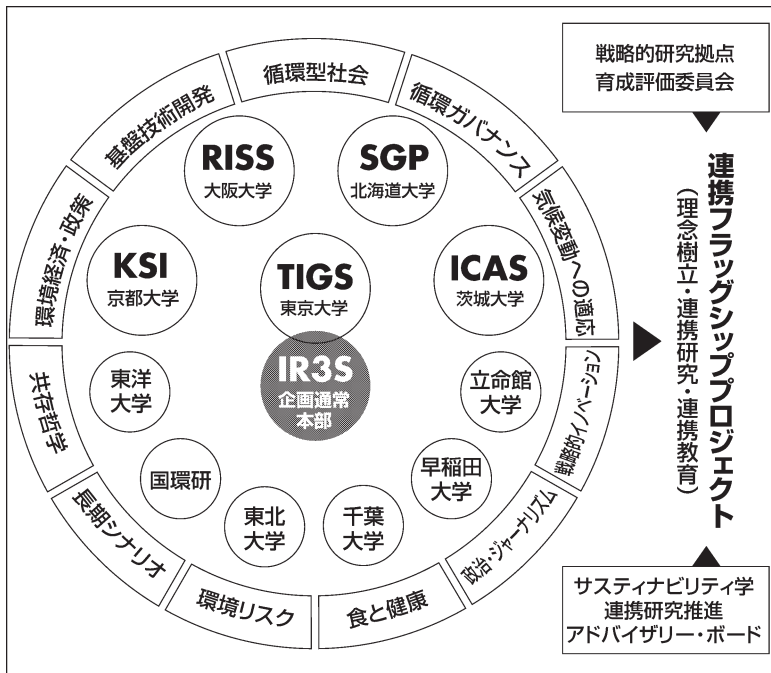 循環型社会
循環ガバナンス
気候変動への適応
戦略的イノベーション
政治・ジャーナリズム
食と健康
環境リスク
長期シナリオ
共存哲学
環境経済・政策
基盤技術開発
RISS
大阪大学
SGP
北海道大学
KSI
京都大学
TIGS
東京大学
ICAS
茨城大学
IR3S
企画通常
本部
東洋
大学
立命館
大学
国環研
早稲田
大学
東北
大学
千葉
大学
戦略的研究拠点
育成評価委員会
連携フラッグシッププロジェクト
(理念樹立・連携研究・連携教育)
サスティナビリティ学
連携研究推進
アドバイザリー・ボード